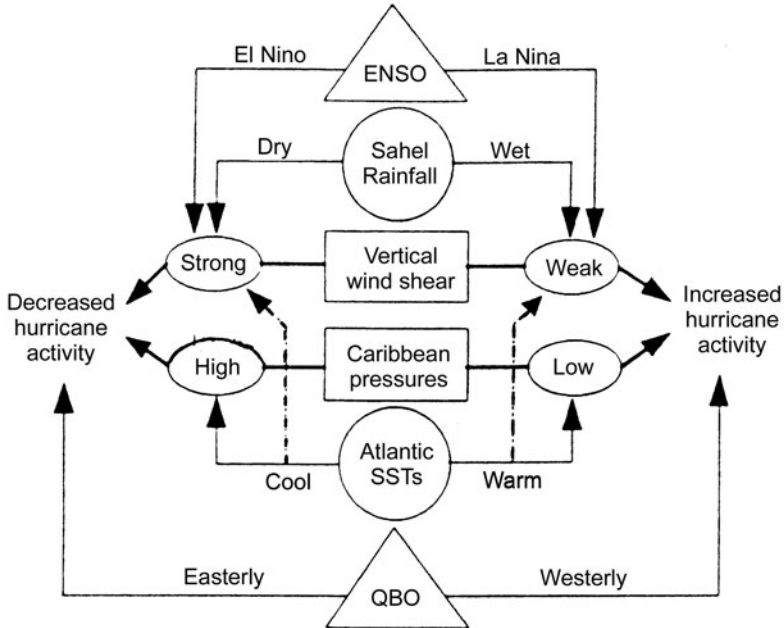 El Nino
ENSO
La Nina
Dry
Sahel
Rainfall
Wet
Strong
Vertical
wind shear
Weak
Decreased
hurricane
activity
Increased
hurricane
activity
High
Caribbean
pressures
Low
Cool
Atlantic
SSTs
Warm
Easterly
QBO
Westerly